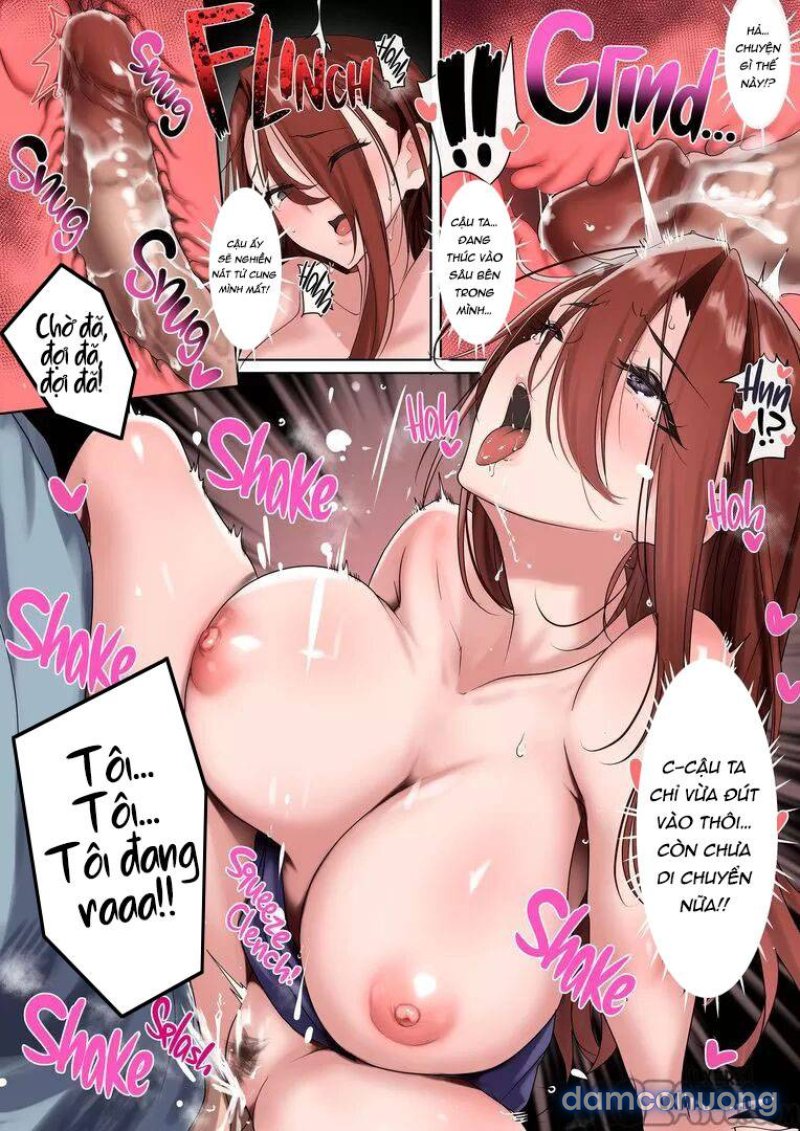 HẢ...
CHUYỆN
GÌ THẾ
NÀY!?
Grind...
!!
FLINCH
Hohh
Snug
Snug
Snug
CẬU ẤY
SẼ NGHIỀN
NÁT TỬ CUNG
MÌNH MẤT!
Hohh
CẬU TA...
ĐANG
THÚC VÀO
SÂU BÊN
TRONG
MÌNH...
Chờ đã,
đợi đã,
đợi đã!
Hnn
!?
Hah
Hah
Shake
Shake
C-CẬU TA
CHỈ VỪA ĐÚT
VÀO THÔI...
CÒN CHƯA
DI CHUYỂN
NỮA!!
Tôi...
Tôi...
Tôi đang
raaa!!
Squeeze
Clench!
Shake
Shake
Splash
damconuong